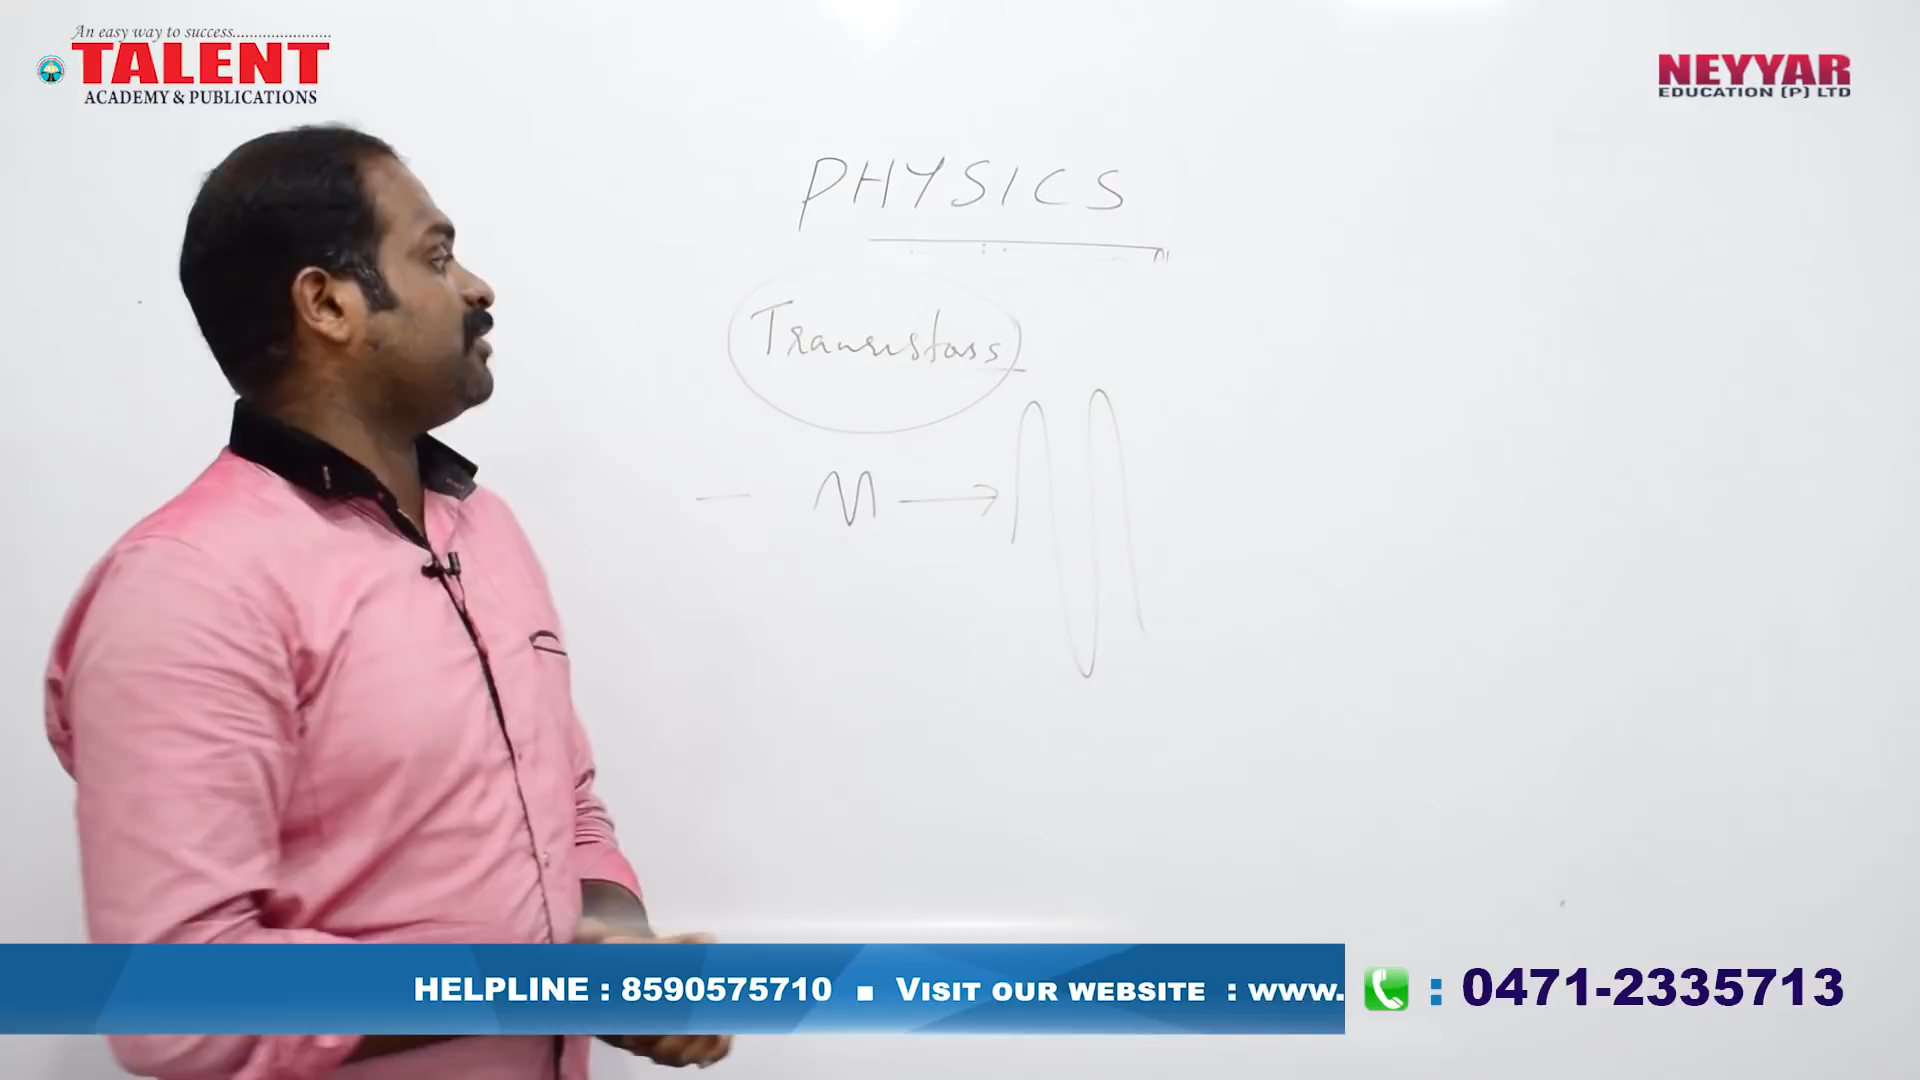 An easy way to success.......................
TALENT
ACADEMY & PUBLICATIONS
NEYYAR
EDUCATION (P) LTD
PHYSICS
Transistors
HELPLINE : 8590575710 ▪ VISIT OUR WEBSITE : www.
: 0471-2335713